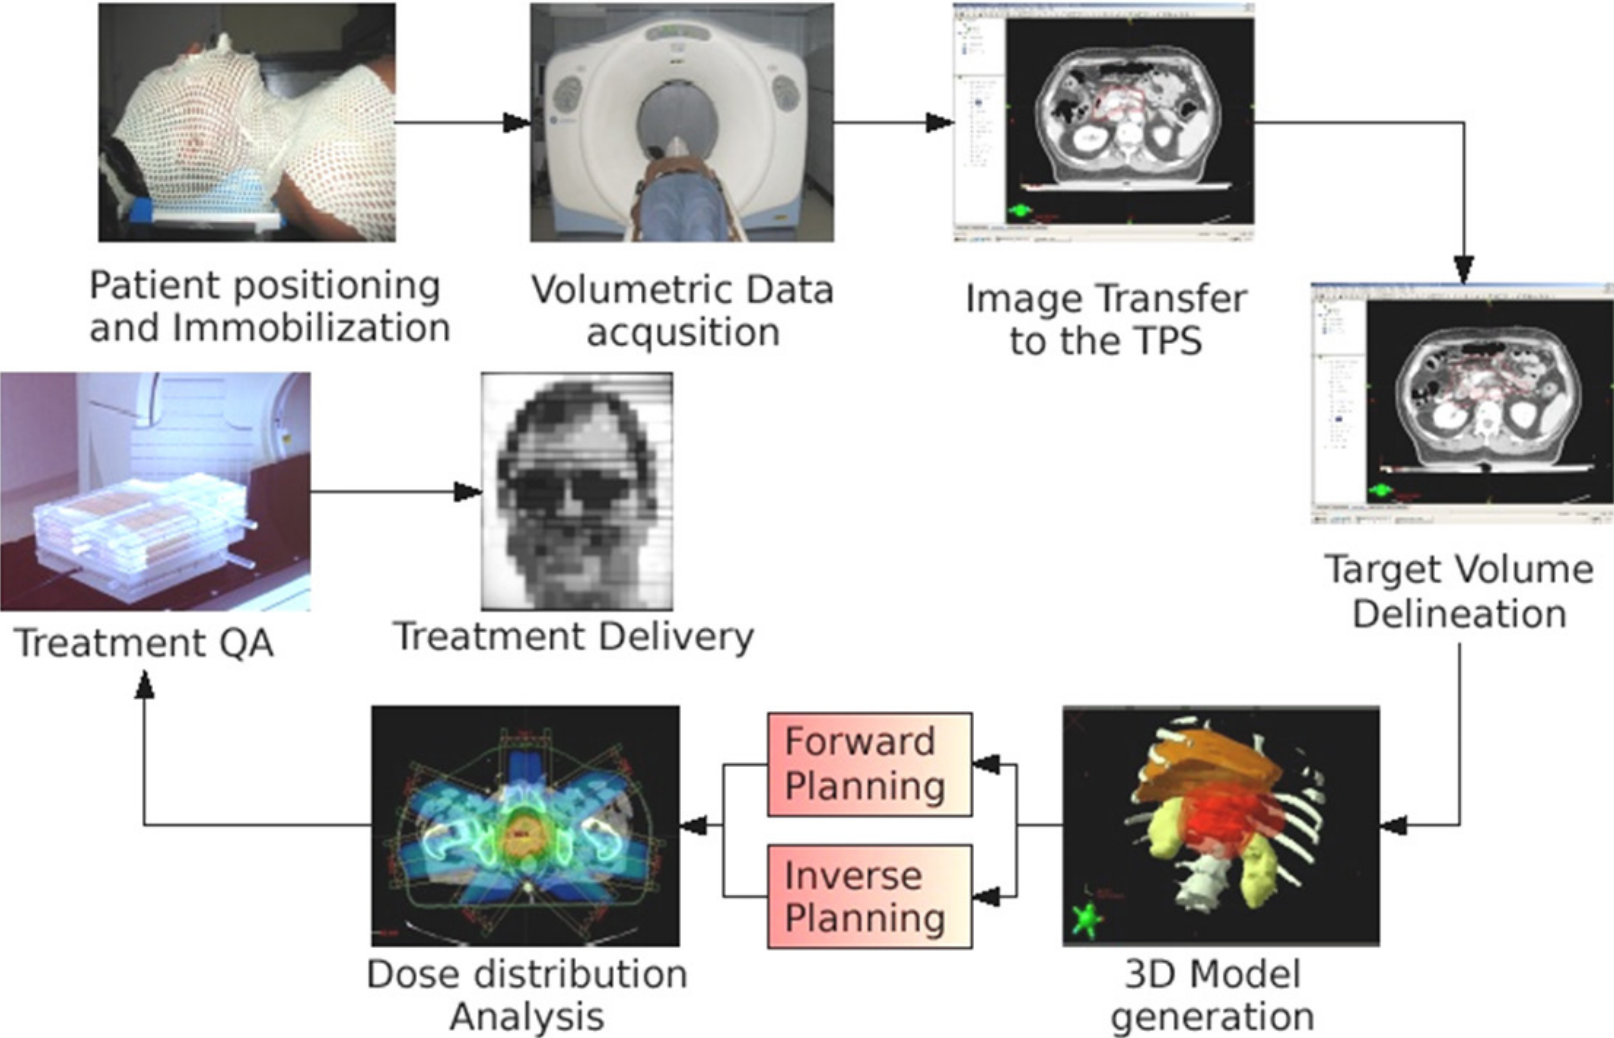 Patient positioning
and Immobilization
Volumetric Data
acqusition
Image Transfer
to the TPS
Target Volume
Delineation
3D Model
generation
Forward
Planning
Inverse
Planning
Dose distribution
Analysis
Treatment QA
Treatment Delivery